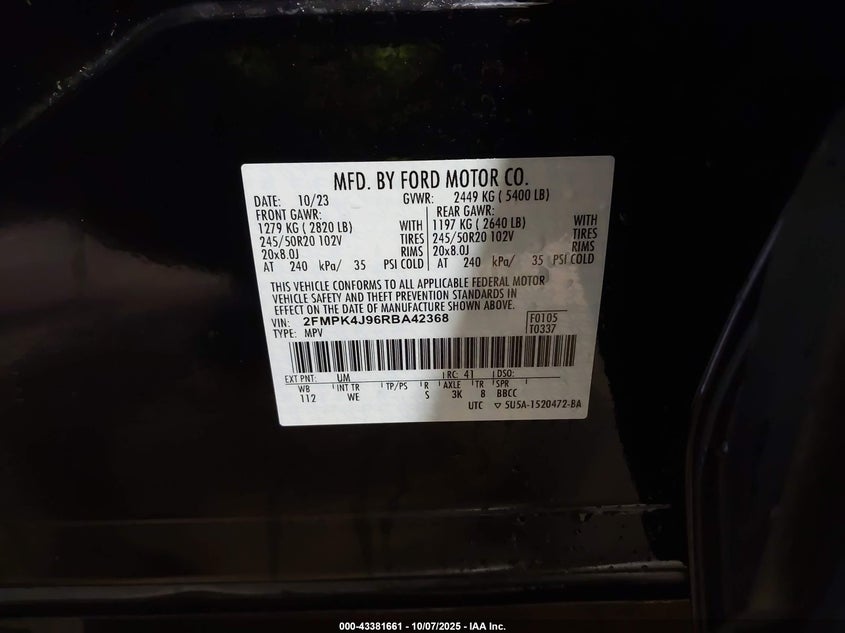 MFD. BY FORD MOTOR CO.
DATE: 10/23 GVWR: 2449 KG ( 5400 LB)
FRONT GAWR: REAR GAWR:
1279 KG ( 2820 LB) WITH 1197 KG ( 2640 LB) WITH
245/50R20 102V TIRES 245/50R20 102V TIRES
20x8.0J RIMS 20x8.0J RIMS
AT 240 kPa/ 35 PSI COLD AT 240 kPa/ 35 PSI COLD
THIS VEHICLE CONFORMS TO ALL APPLICABLE FEDERAL MOTOR
VEHICLE SAFETY AND THEFT PREVENTION STANDARDS IN
EFFECT ON THE DATE OF MANUFACTURE SHOWN ABOVE.
VIN: 2FMPK4J96RBA42368 F0105
TYPE: MPV T0337
EXT PNT: UM RC: 41 DSO:
WB INT TR TP/PS R AXLE TR SPR
112 WE S 3K 8 BBCC
UTC ▽ 5U5A-1520472-BA
000-43381661 | 10/07/2025 | IAA Inc.